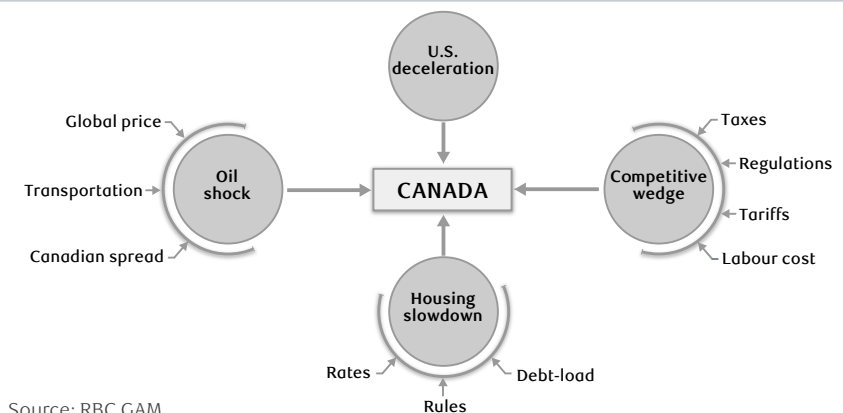 U.S.
deceleration
Global price
Transportation
Canadian spread
Oil
shock
CANADA
Competitive
wedge
Taxes
Regulations
Tariffs
Labour cost
Housing
slowdown
Rates
Rules
Debt-load
Source: RBC GAM